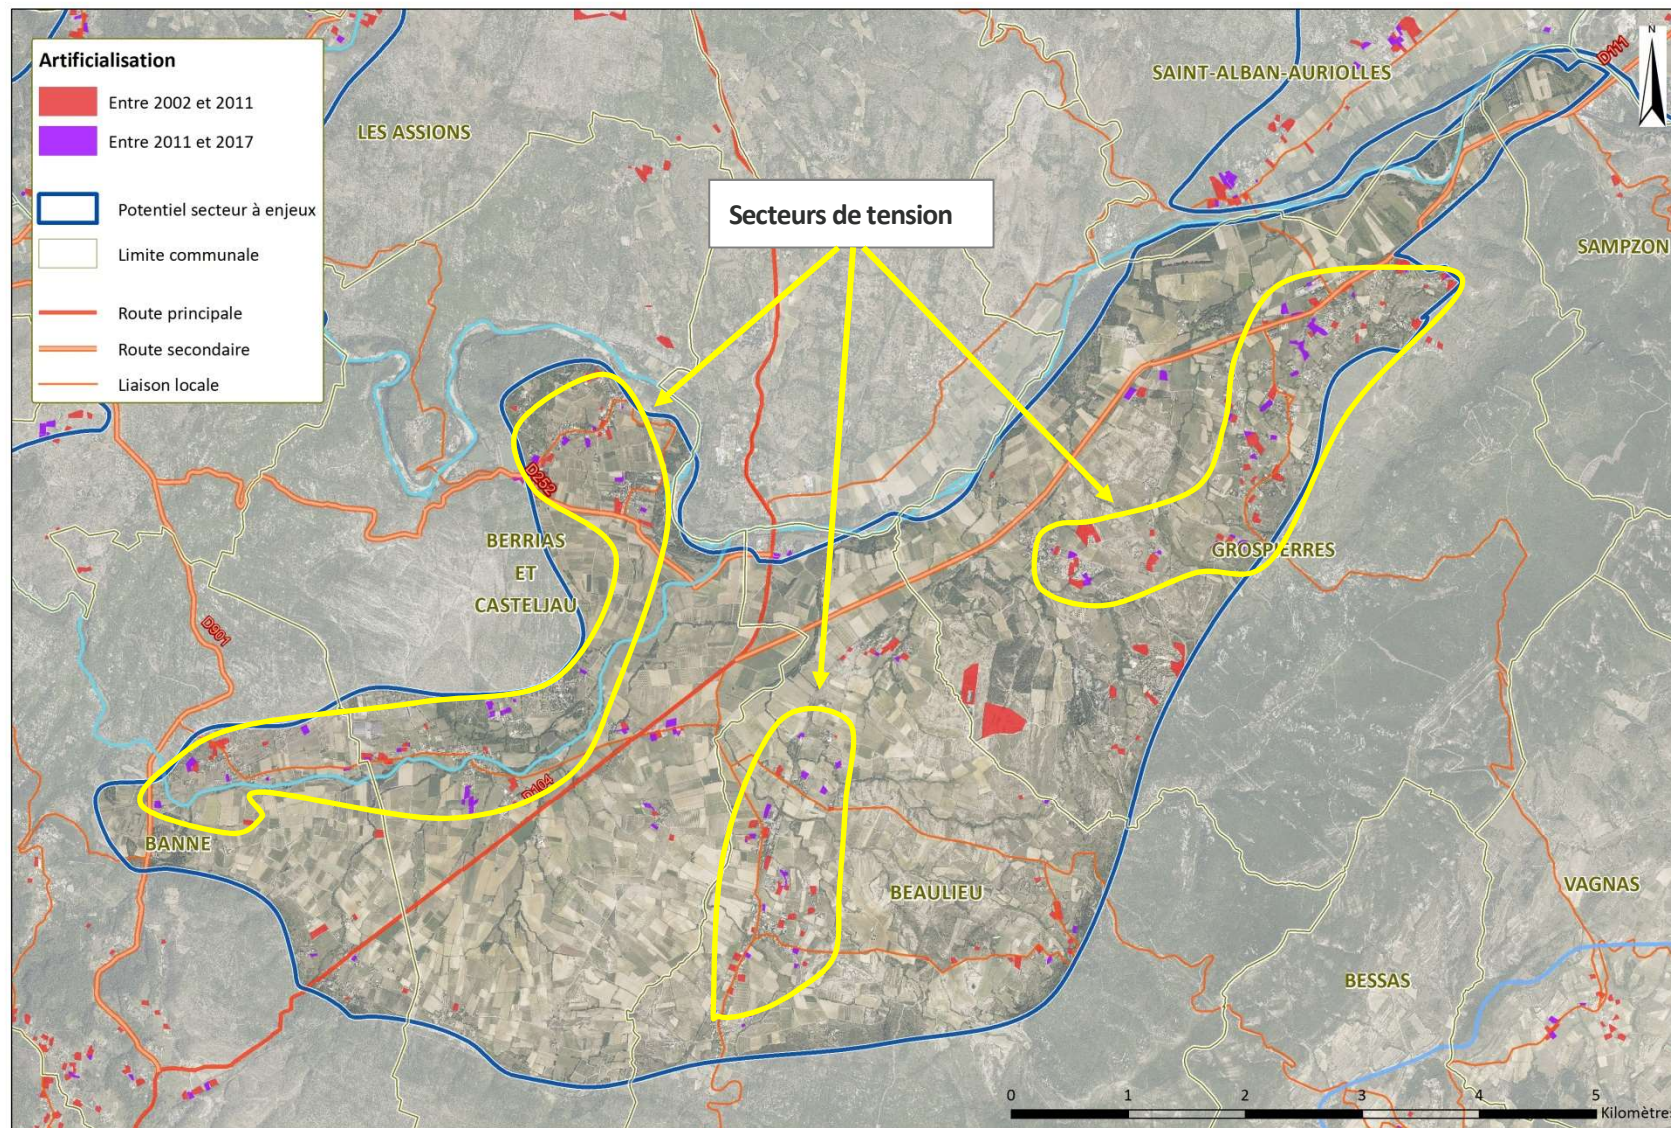 Artificialisation
Entre 2002 et 2011
Entre 2011 et 2017
Potentiel secteur à enjeux
Limite communale
Route principale
Route secondaire
Liaison locale
LES ASSIONS
SAINT-ALBAN-AURIOLLES
D111
N
SAMPZON
Secteurs de tension
D252
BERRIAS
ET
CASTELJAU
GROSPIERRES
D901
D104
BANNE
BEAULIEU
VAGNAS
BESSAS
0 1 2 3 4 5
Kilomètres